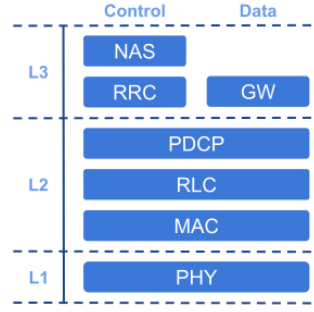 Control Data
NAS
L3
RRC GW
PDCP
L2 RLC
MAC
L1 PHY